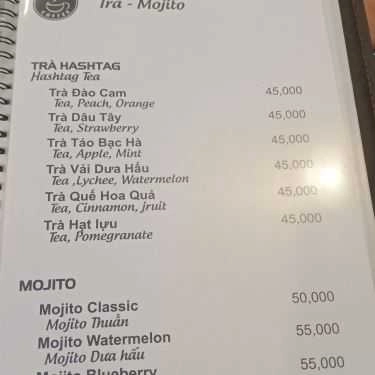 COFFEE
Trà - Mojito
TRÀ HASHTAG
Hashtag Tea
Trà Đào Cam 45,000
Tea, Peach, Orange
Trà Dâu Tây 45,000
Tea, Strawberry
Trà Táo Bạc Hà 45,000
Tea, Apple, Mint
Trà Vải Dưa Hấu 45,000
Tea ,Lychee, Watermelon
Trà Quế Hoa Quả 45,000
Tea, Cinnamon, fruit
Trà Hạt lựu 45,000
Tea, Pomegranate
MOJITO
Mojito Classic 50,000
Mojito Thuần
Mojito Watermelon 55,000
Mojito Dưa hấu
Mojito Blueberry 55,000